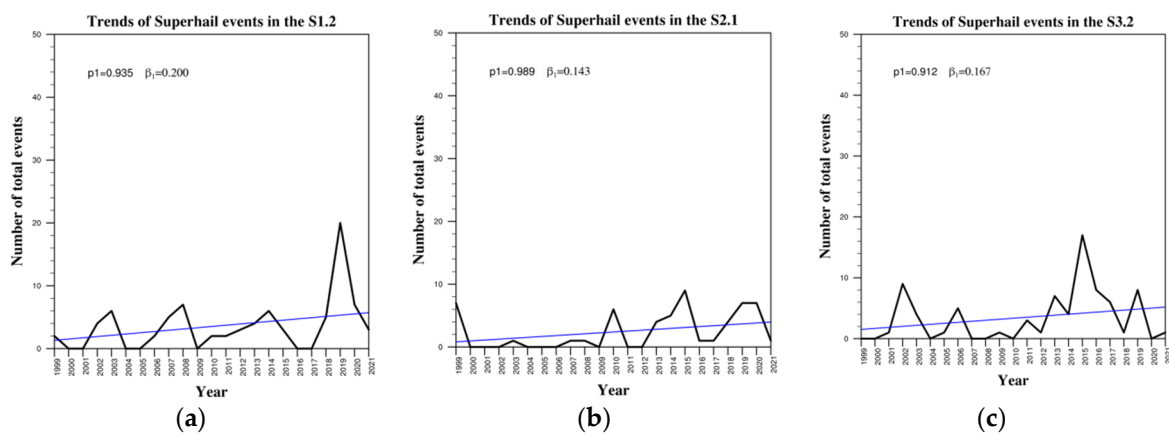 Trends of Superhail events in the S1.2
50
40
30
20
10
0
p1=0.935 β₁=0.200
Number of total events
1999 2000 2001 2002 2003 2004 2005 2006 2007 2008 2009 2010 2011 2012 2013 2014 2015 2016 2017 2018 2019 2020 2021
Year
(a)
Trends of Superhail events in the S2.1
50
40
30
20
10
0
p1=0.989 β₁=0.143
Number of total events
1999 2000 2001 2002 2003 2004 2005 2006 2007 2008 2009 2010 2011 2012 2013 2014 2015 2016 2017 2018 2019 2020 2021
Year
(b)
Trends of Superhail events in the S3.2
50
40
30
20
10
0
p1=0.912 β₁=0.167
Number of total events
1999 2000 2001 2002 2003 2004 2005 2006 2007 2008 2009 2010 2011 2012 2013 2014 2015 2016 2017 2018 2019 2020 2021
Year
(c)